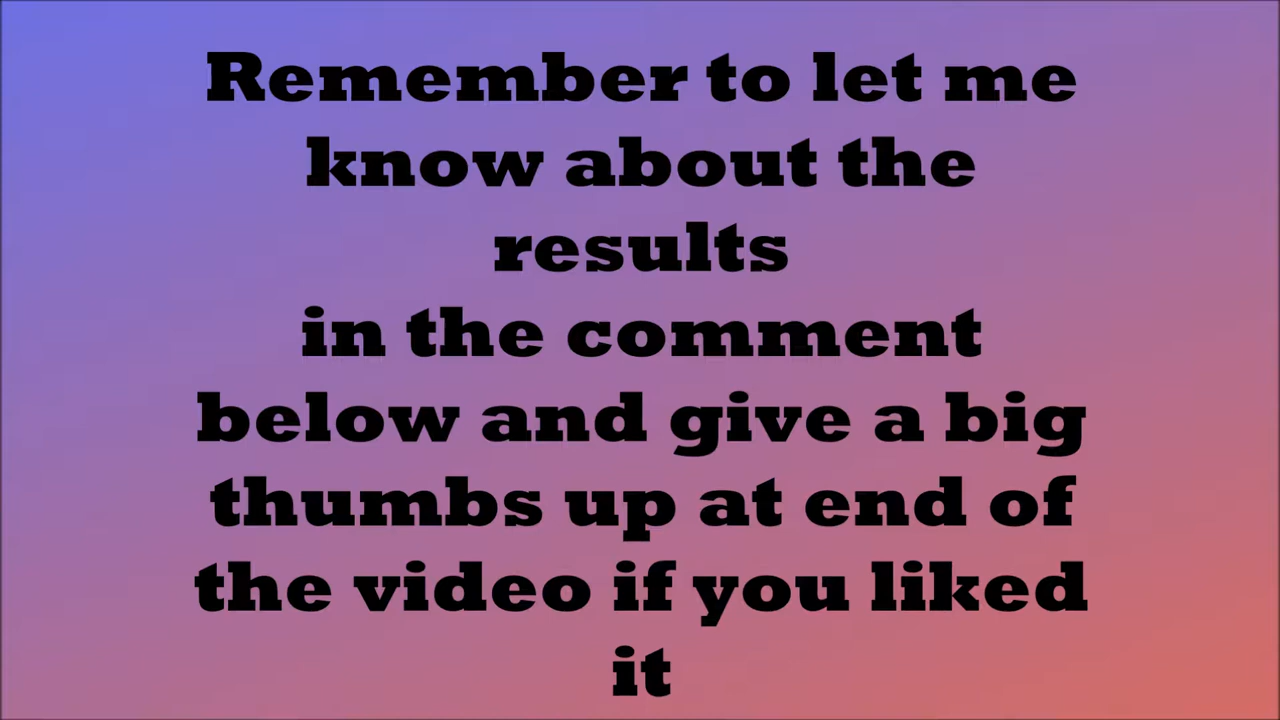 Remember to let me
know about the
results
in the comment
below and give a big
thumbs up at end of
the video if you liked
it